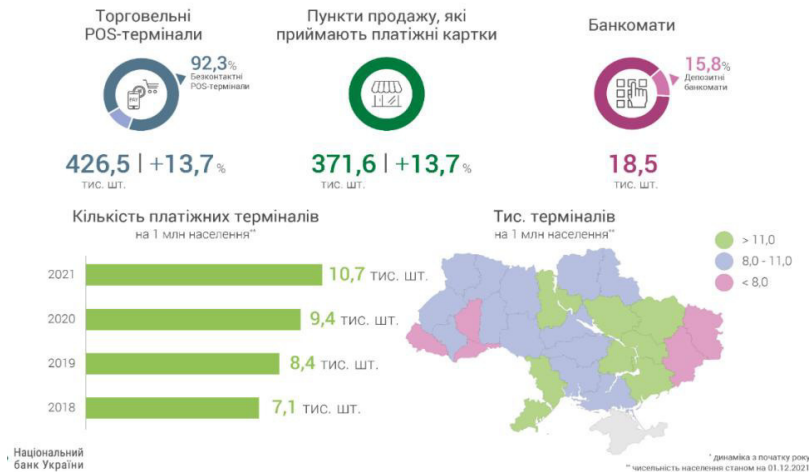 Торговельні
POS-термінали
92,3%
Безконтактні
POS-термінали
426,5 | +13,7 %
тис. шт.
Пункти продажу, які
приймають платіжні картки
371,6 | +13,7 %
тис. шт.
Банкомати
15,8%
Депозитні
банкомати
18,5
тис. шт.
Кількість платіжних терміналів
на 1 млн населення**
2021 10,7 тис. шт.
2020 9,4 тис. шт.
2019 8,4 тис. шт.
2018 7,1 тис. шт.
Тис. терміналів
на 1 млн населення**
> 11,0
8,0 - 11,0
< 8,0
Національний
банк України
* динаміка з початку року
** чисельність населення станом на 01.12.2021